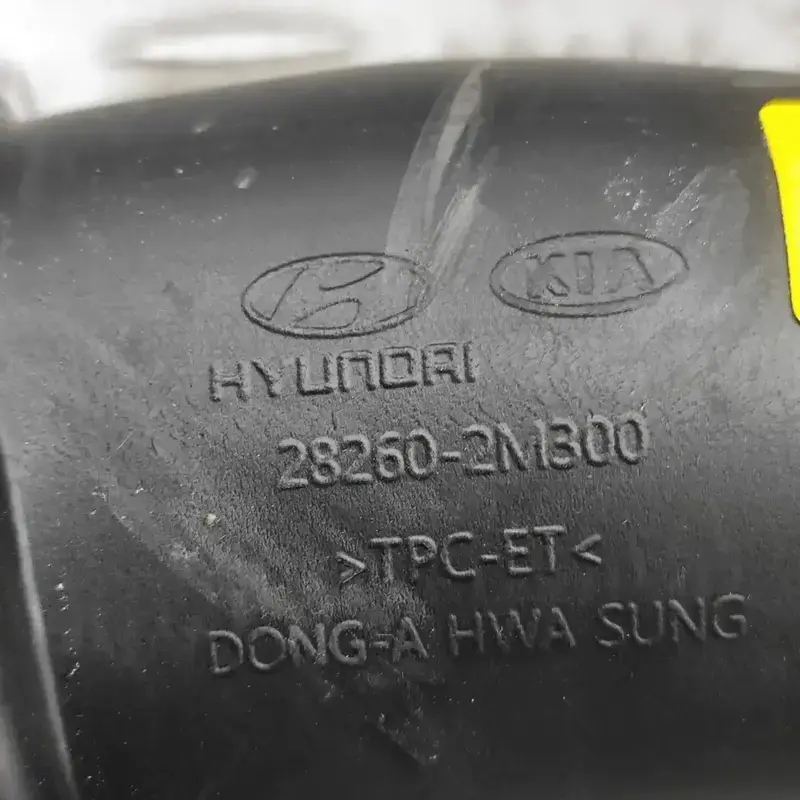 KIA
HYUNDAI
28260-2M300
>TPC-ET<
DONG-A HWA SUNG